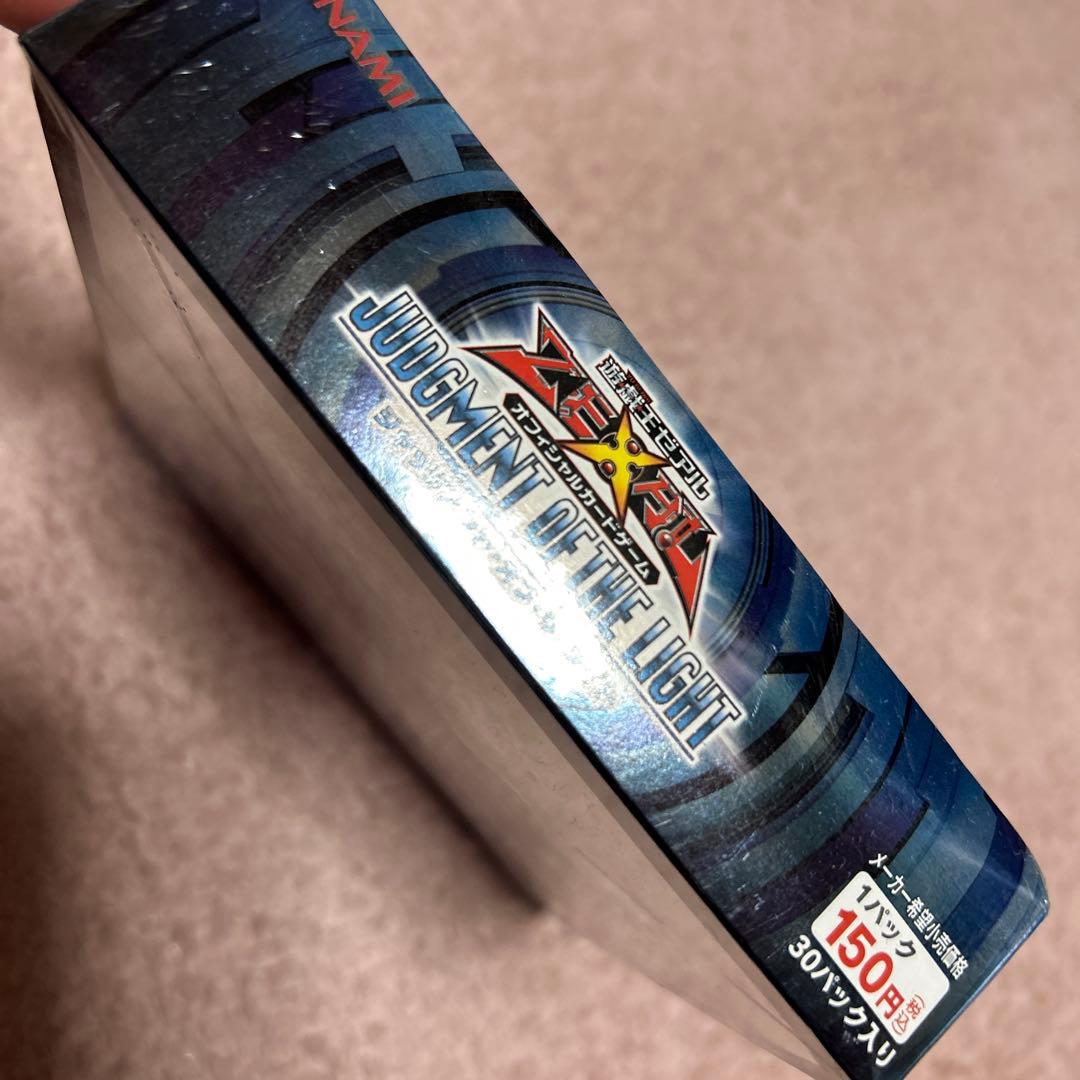 NAMI
遊戯王ゼアル
ZEXAL II
オフィシャルカードゲーム
JUDGMENT OF THE LIGHT
メーカー希望小売価格
1パック
150円(税込)
30パック入り